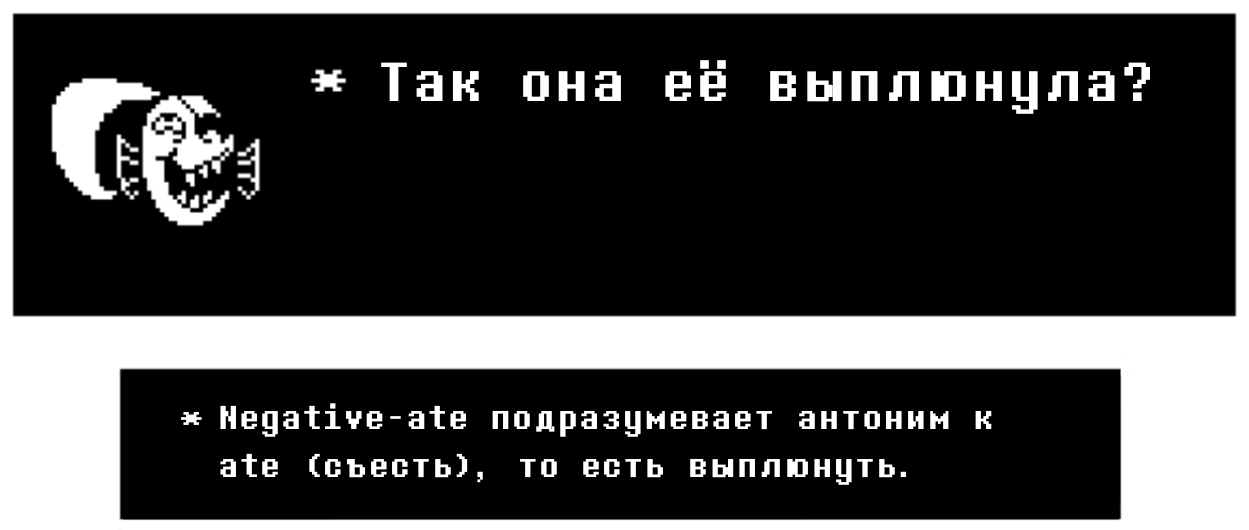 * Так она её выплюнула?
* Negative-ate подразумевает антоним к
ate (съесть), то есть выплюнуть.